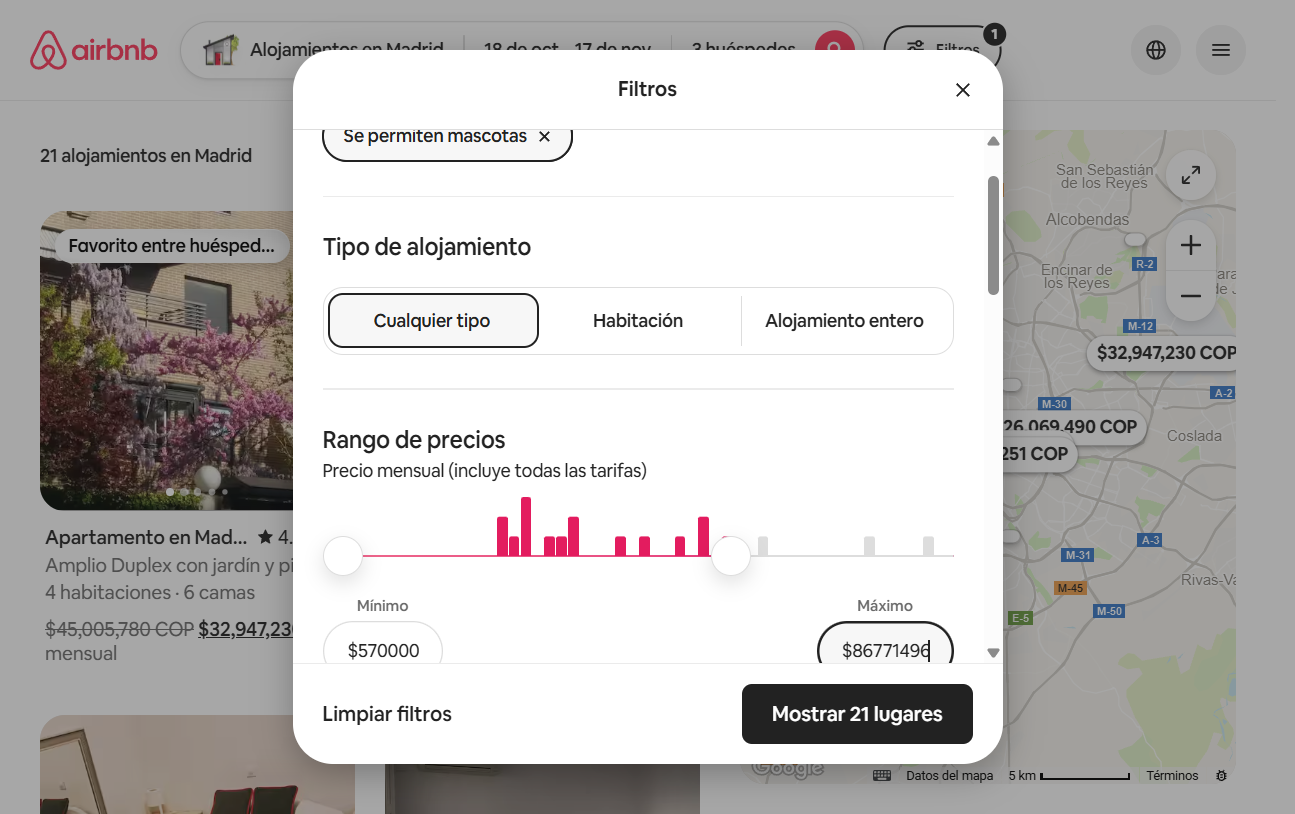 airbnb
Alojamientos en Madrid
18 de oct – 17 de nov
3 huéspedes
Filtros
1
21 alojamientos en Madrid
Favorito entre huésped...
Apartamento en Mad... ★ 4.
Amplio Duplex con jardín y pi
4 habitaciones · 6 camas
$45,005,780 COP $32,947,23
mensual
Filtros
Se permiten mascotas
Tipo de alojamiento
Cualquier tipo
Habitación
Alojamiento entero
Rango de precios
Precio mensual (incluye todas las tarifas)
Mínimo
Máximo
$570000
$86771496
Limpiar filtros
Mostrar 21 lugares
San Sebastián
de los Reyes
Alcobendas
R-2
Encinar de
los Reyes
M-12
$32,947,230 COP
A-2
M-30
26,069,490 COP
Coslada
251 COP
A-3
M-31
Rivas-Va
M-45
M-50
E-5
Google
Datos del mapa
5 km
Términos